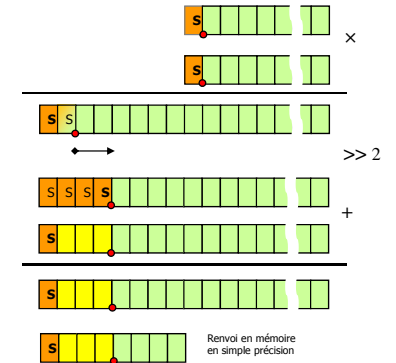 S
×
S
S S
>> 2
S S S S
+
S
S
S
Renvoi en mémoire
en simple précision